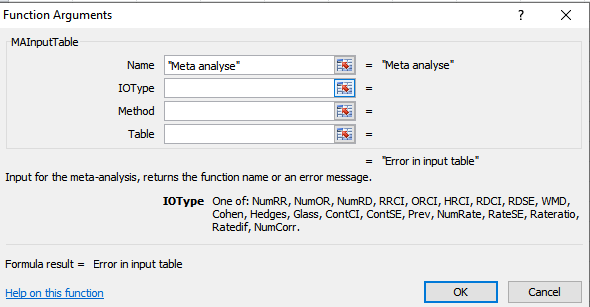 Function Arguments ? ×
MAInputTable
Name "Meta analyse" = "Meta analyse"
IOType =
Method =
Table =
= "Error in input table"
Input for the meta-analysis, returns the function name or an error message.
IOType One of: NumRR, NumOR, NumRD, RRCI, ORCI, HRCI, RDCI, RDSE, WMD,
Cohen, Hedges, Glass, ContCI, ContSE, Prev, NumRate, RateSE, Rateratio,
Ratedif, NumCorr.
Formula result = Error in input table
Help on this function OK Cancel